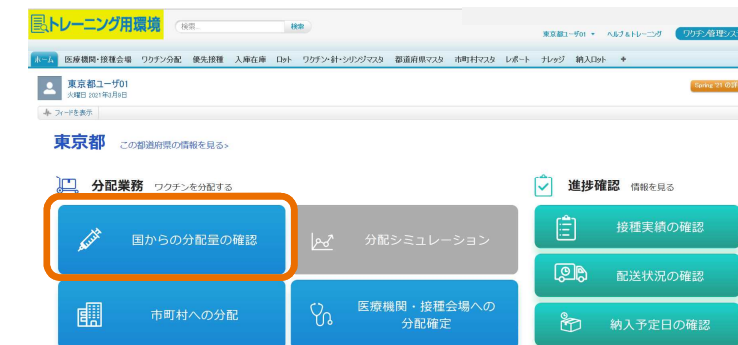 トレーニング用環境
検索... 検索
東京都ユーザ01 ヘルプ&トレーニング ワクチン管理シス
ホーム 医療機関・接種会場 ワクチン分配 優先接種 入庫在庫 ロット ワクチン・針・シリンジマスタ 都道府県マスタ 市町村マスタ レポート ナレッジ 納入ロット +
東京都ユーザ01
火曜日 2021年3月9日
Spring '21 の評
フィードを表示
東京都 この都道府県の情報を見る>
分配業務 ワクチンを分配する
進捗確認 情報を見る
国からの分配量の確認
分配シミュレーション
接種実績の確認
配送状況の確認
市町村への分配
医療機関・接種会場への
分配確定
納入予定日の確認